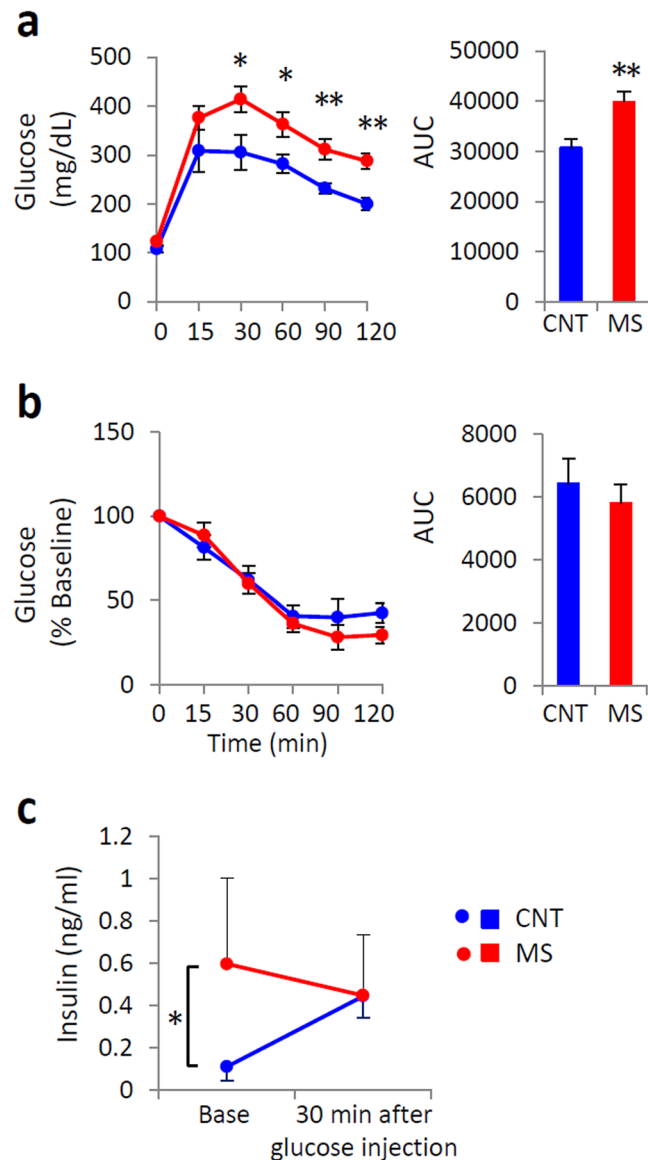 a
Glucose
(mg/dL)
500
400
300
200
100
0
* * ** **
0 15 30 60 90 120
AUC
50000
40000
30000
20000
10000
0
**
CNT MS
b
Glucose
(% Baseline)
150
100
50
0
0 15 30 60 90 120
Time (min)
AUC
8000
6000
4000
2000
0
CNT MS
c
Insulin (ng/ml)
1.2
1
0.8
0.6
0.4
0.2
0
*
Base
30 min after
glucose injection
CNT
MS